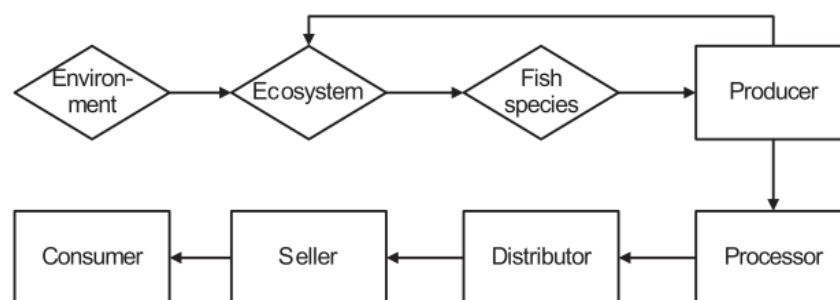 Environ-
ment
Ecosystem
Fish
species
Producer
Consumer
Seller
Distributor
Processor